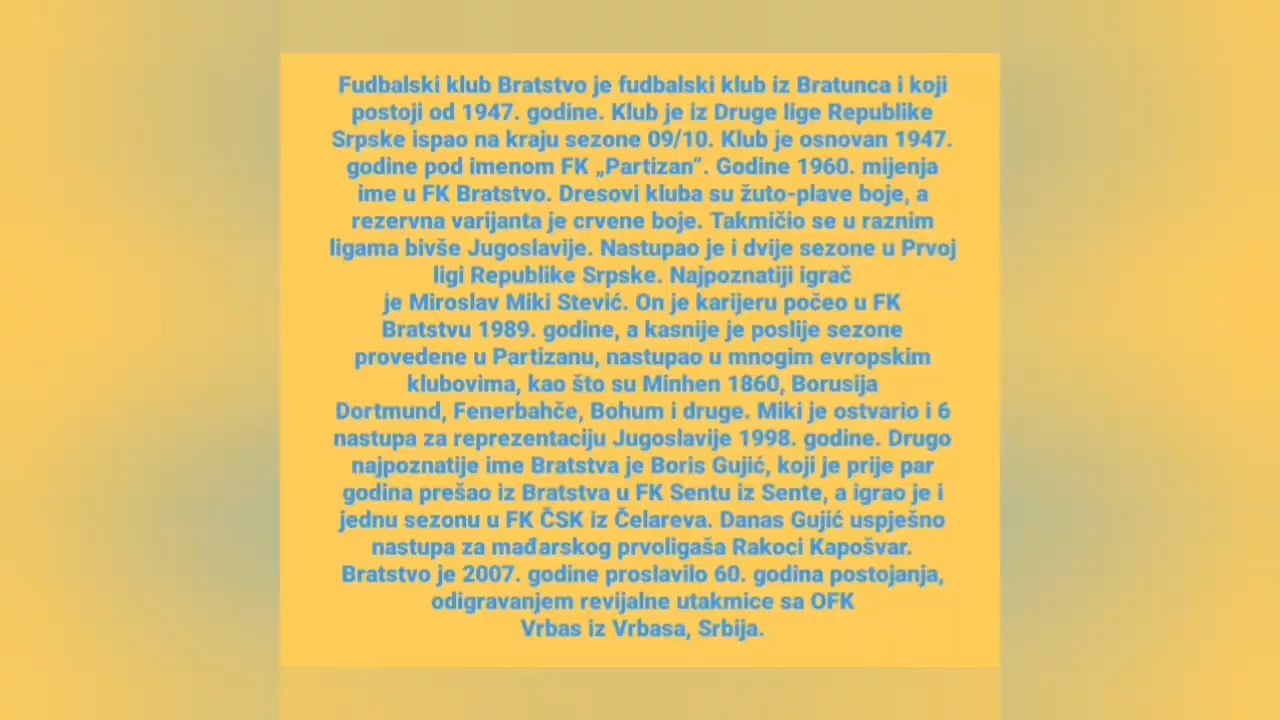 Fudbalski klub Bratstvo je fudbalski klub iz Bratunca i koji
postoji od 1947. godine. Klub je iz Druge lige Republike
Srpske ispao na kraju sezone 09/10. Klub je osnovan 1947.
godine pod imenom FK „Partizan“. Godine 1960. mijenja
ime u FK Bratstvo. Dresovi kluba su žuto-plave boje, a
rezervna varijanta je crvene boje. Takmičio se u raznim
ligama bivše Jugoslavije. Nastupao je i dvije sezone u Prvoj
ligi Republike Srpske. Najpoznatiji igrač
je Miroslav Miki Stević. On je karijeru počeo u FK
Bratstvu 1989. godine, a kasnije je poslije sezone
provedene u Partizanu, nastupao u mnogim evropskim
klubovima, kao što su Minhen 1860, Borusija
Dortmund, Fenerbahče, Bohum i druge. Miki je ostvario i 6
nastupa za reprezentaciju Jugoslavije 1998. godine. Drugo
najpoznatije ime Bratstva je Boris Gujić, koji je prije par
godina prešao iz Bratstva u FK Sentu iz Sente, a igrao je i
jednu sezonu u FK ČSK iz Čelareva. Danas Gujić uspješno
nastupa za mađarskog prvoligaša Rakoci Kapošvar.
Bratstvo je 2007. godine proslavilo 60. godina postojanja,
odigravanjem revijalne utakmice sa OFK
Vrbas iz Vrbasa, Srbija.